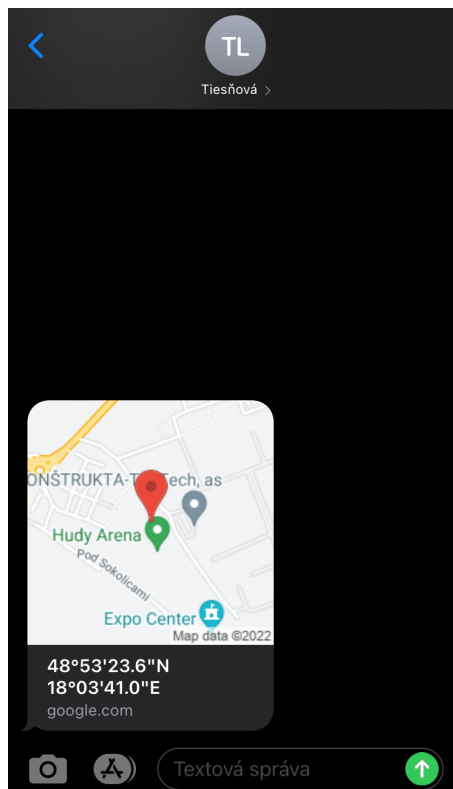 TL
Tiesňová >
ONŠTRUKTA-T Tech, as
Hudy Arena
Pod Sokolicami
Expo Center
Map data ©2022
48°53'23.6"N
18°03'41.0"E
google.com
Textová správa